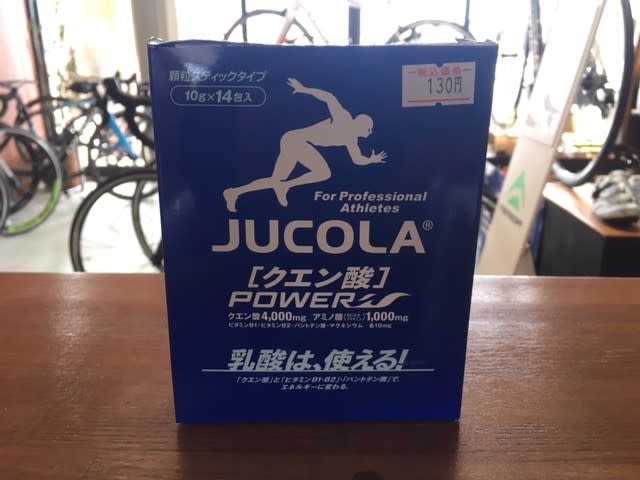 顆粒スティックタイプ
10g×14包入
税込価格
130円
For Professional
Athletes
JUCOLA®
[クエン酸]
POWER
クエン酸4,000mg アミノ酸 1,000mg
ビタミンB1・ビタミンB2・パントテン酸・マグネシウム 各10mg
乳酸は、使える!
「クエン酸」と「ビタミンB1・B2」・「パントテン酸」で、
エネルギーに変わる。